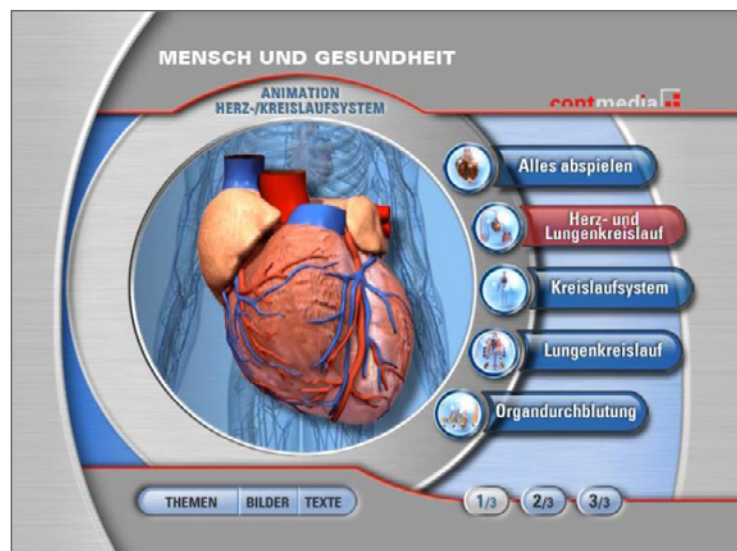 MENSCH UND GESUNDHEIT
ANIMATION
HERZ-/KREISLAUFSYSTEM
contmedia
Alles abspielen
Herz- und
Lungenkreislauf
Kreislaufsystem
Lungenkreislauf
Organdurchblutung
THEMEN BILDER TEXTE
1/3 2/3 3/3